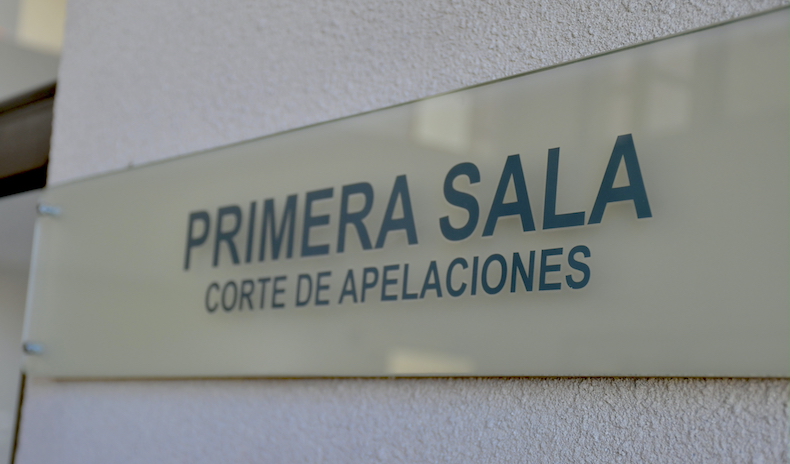 PRIMERA SALA
CORTE DE APELACIONES